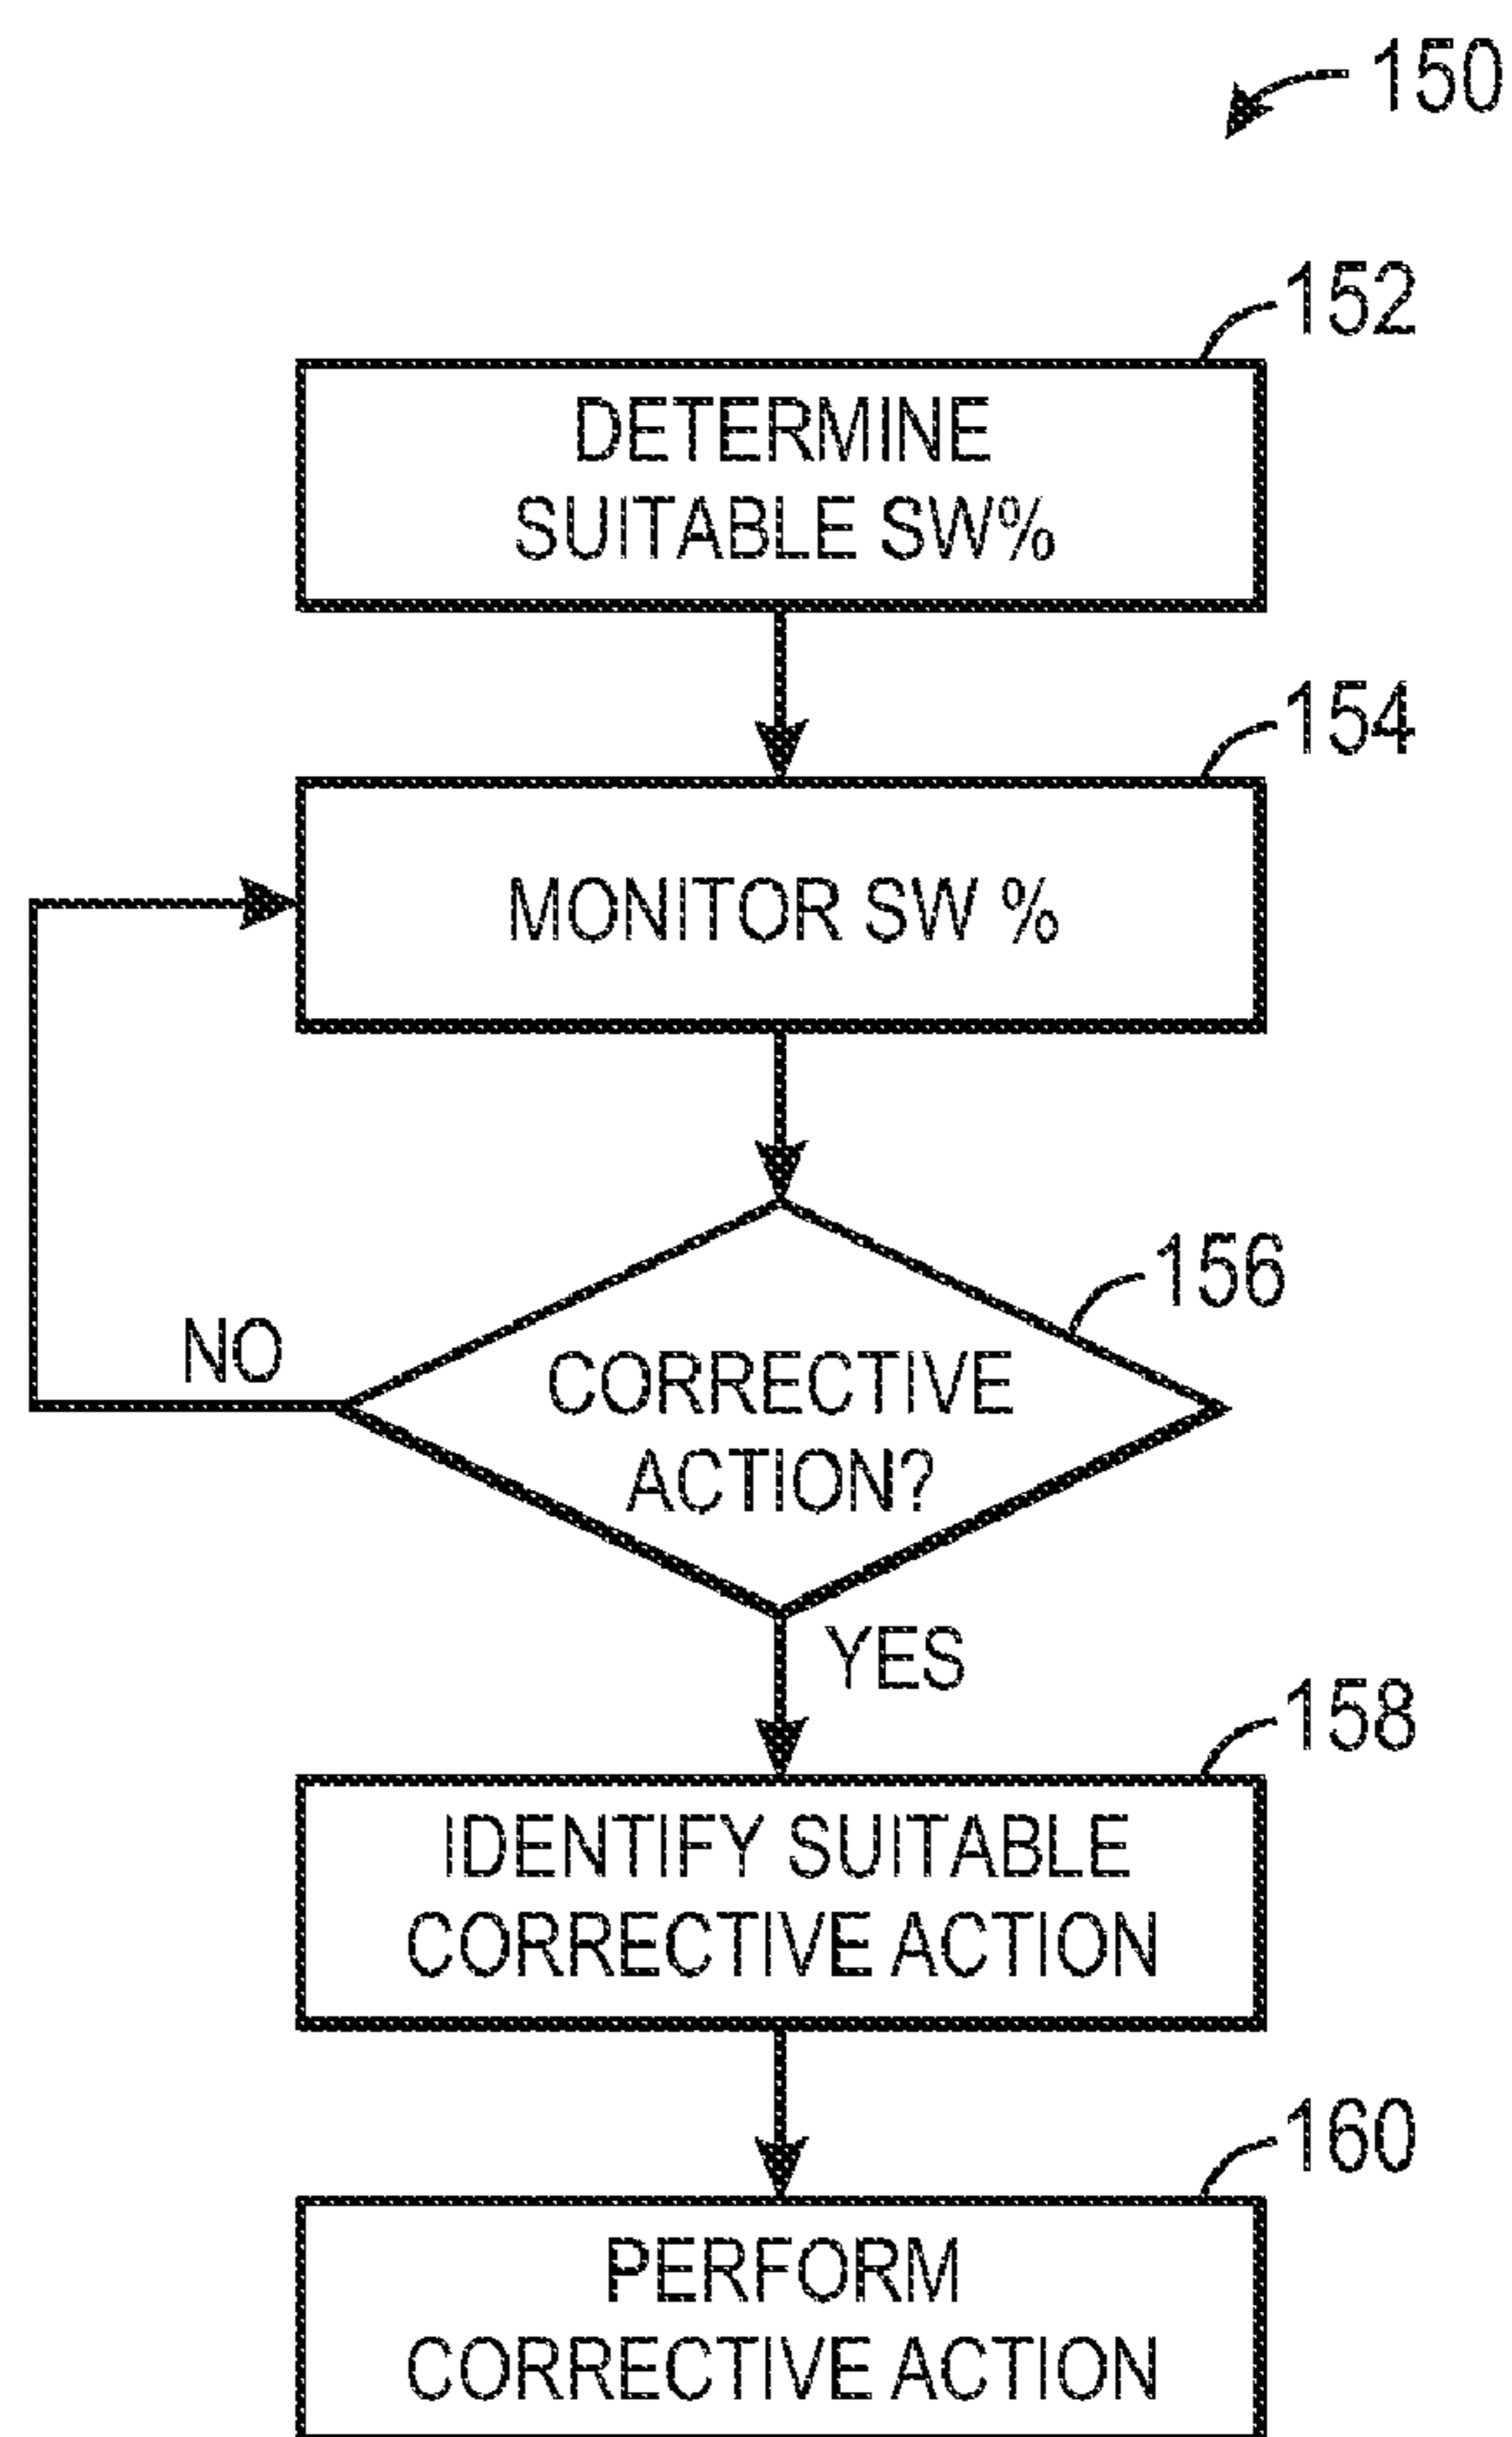 150
152
DETERMINE
SUITABLE SW%
154
MONITOR SW %
156
NO
CORRECTIVE
ACTION?
YES
158
IDENTIFY SUITABLE
CORRECTIVE ACTION
160
PERFORM
CORRECTIVE ACTION